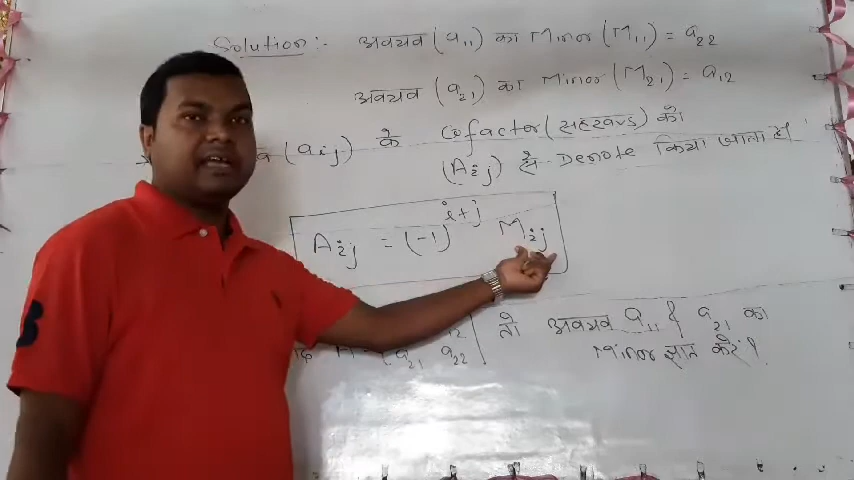 Solution :- अवयव (a₁₁) का Minor (M₁₁) = a₂₂
अवयव (a₂₁) का Minor (M₂₁) = a₁₂
(aᵢⱼ) के Cofactor (सहखण्ड) को
(Aᵢⱼ) से Denote किया जाता है।
Aᵢⱼ = (-1)ⁱ⁺ʲ Mᵢⱼ
तो अवयव a₁₁ & a₂₁ का
a₂₁ a₂₂ Minor ज्ञात करें ?